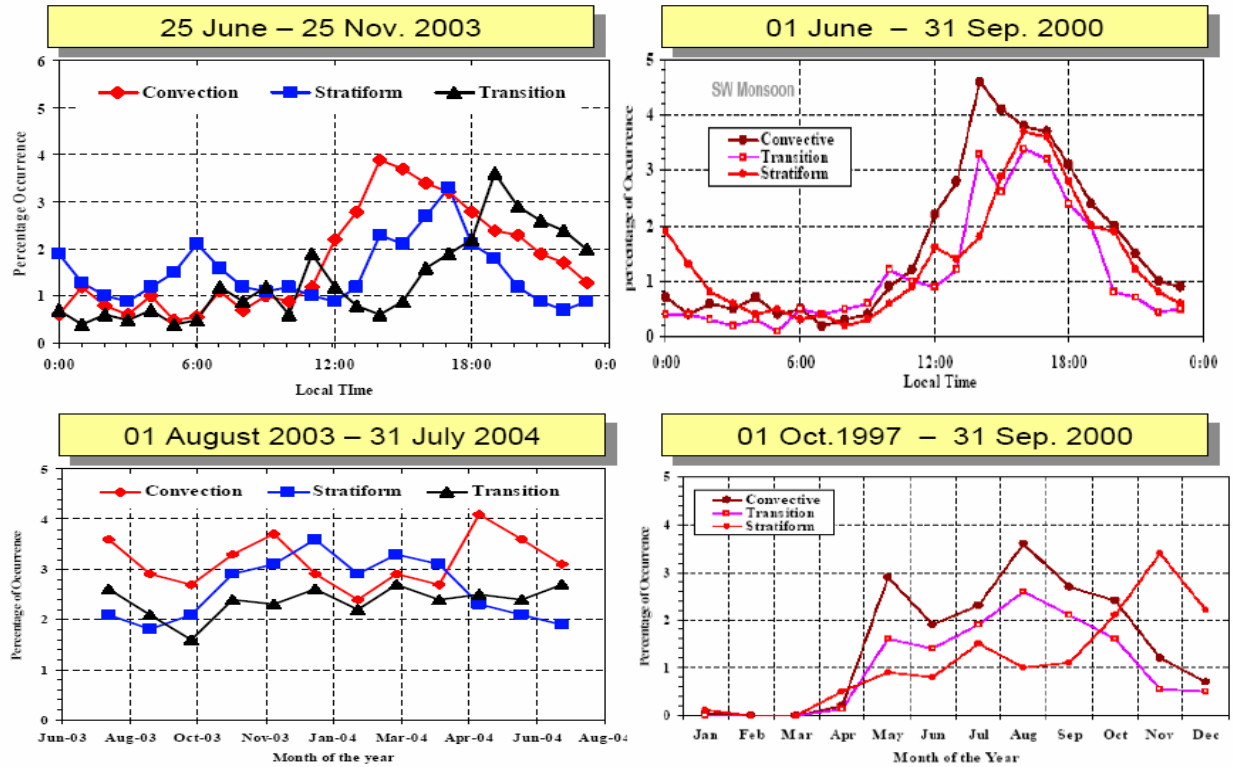 25 June – 25 Nov. 2003
6
5
4
3
2
1
0
Percentage Occurrence
Convection Stratiform Transition
0:00 6:00 12:00 18:00 0:0
Local TIme
01 June – 31 Sep. 2000
5
4
3
2
1
0
percentage of Occurrence
SW Monsoon
Convective
Transition
Stratiform
0:00 6:00 12:00 18:00 0:00
Local Time
01 August 2003 – 31 July 2004
5
4
3
2
1
0
Percentage of Occurrence
Convection Stratiform Transition
Jun-03 Aug-03 Oct-03 Nov-03 Jan-04 Mar-04 Apr-04 Jun-04 Aug-04
Month of the year
01 Oct.1997 – 31 Sep. 2000
5
4
3
2
1
0
Percentage of Occurrence
Convective
Transition
Stratiform
Jan Feb Mar Apr May Jun Jul Aug Sep Oct Nov Dec
Month of the Year